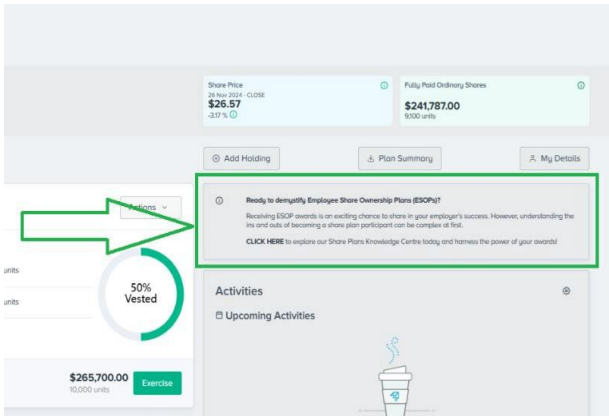 Share Price
26 Nov 2024 - CLOSE
$26.57
-3.17 %
Fully Paid Ordinary Shares
$241,787.00
9,100 units
Add Holding
Plan Summary
My Details
Actions
Ready to demystify Employee Share Ownership Plans (ESOPs)?
Receiving ESOP awards is an exciting chance to share in your employer's success. However, understanding the
ins and outs of becoming a share plan participant can be complex at first.
CLICK HERE to explore our Share Plans Knowledge Centre today and harness the power of your awards!
units
units
50%
Vested
$265,700.00
10,000 units
Exercise
Activities
Upcoming Activities